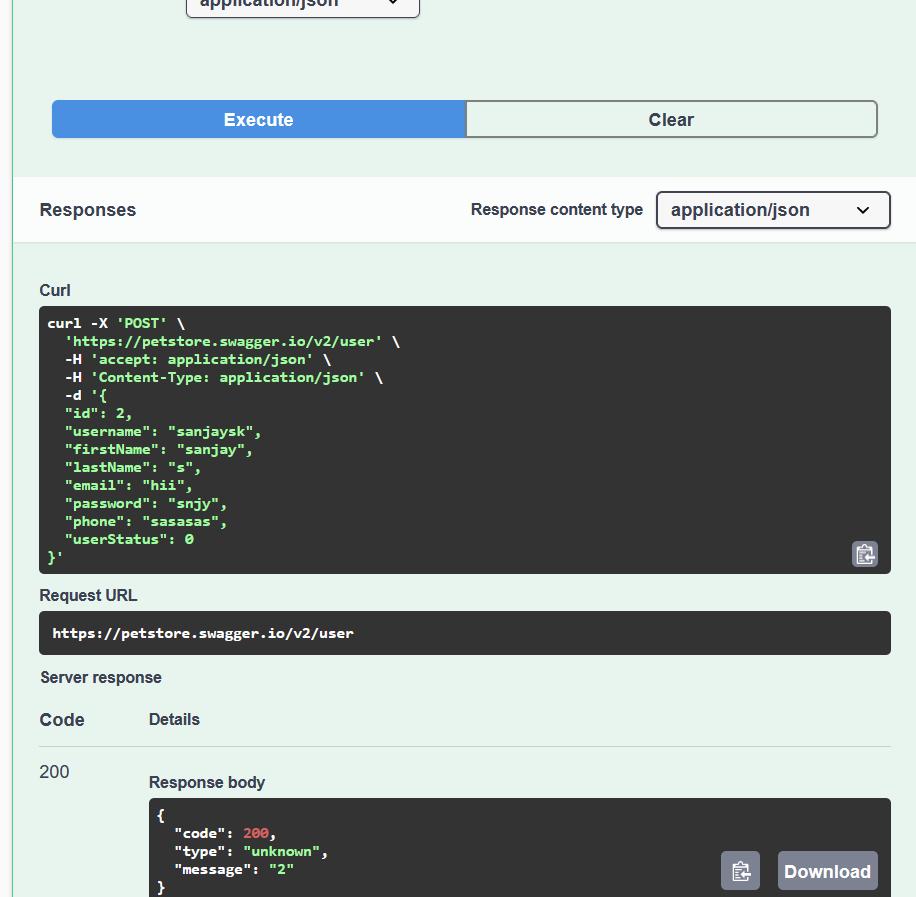 application/json
Execute
Clear
Responses
Response content type
application/json
Curl
curl -X 'POST' \
  'https://petstore.swagger.io/v2/user' \
  -H 'accept: application/json' \
  -H 'Content-Type: application/json' \
  -d '{
  "id": 2,
  "username": "sanjaysk",
  "firstName": "sanjay",
  "lastName": "s",
  "email": "hii",
  "password": "snjy",
  "phone": "sasasas",
  "userStatus": 0
}'
Request URL
https://petstore.swagger.io/v2/user
Server response
Code
Details
200
Response body
{
  "code": 200,
  "type": "unknown",
  "message": "2"
}
Download